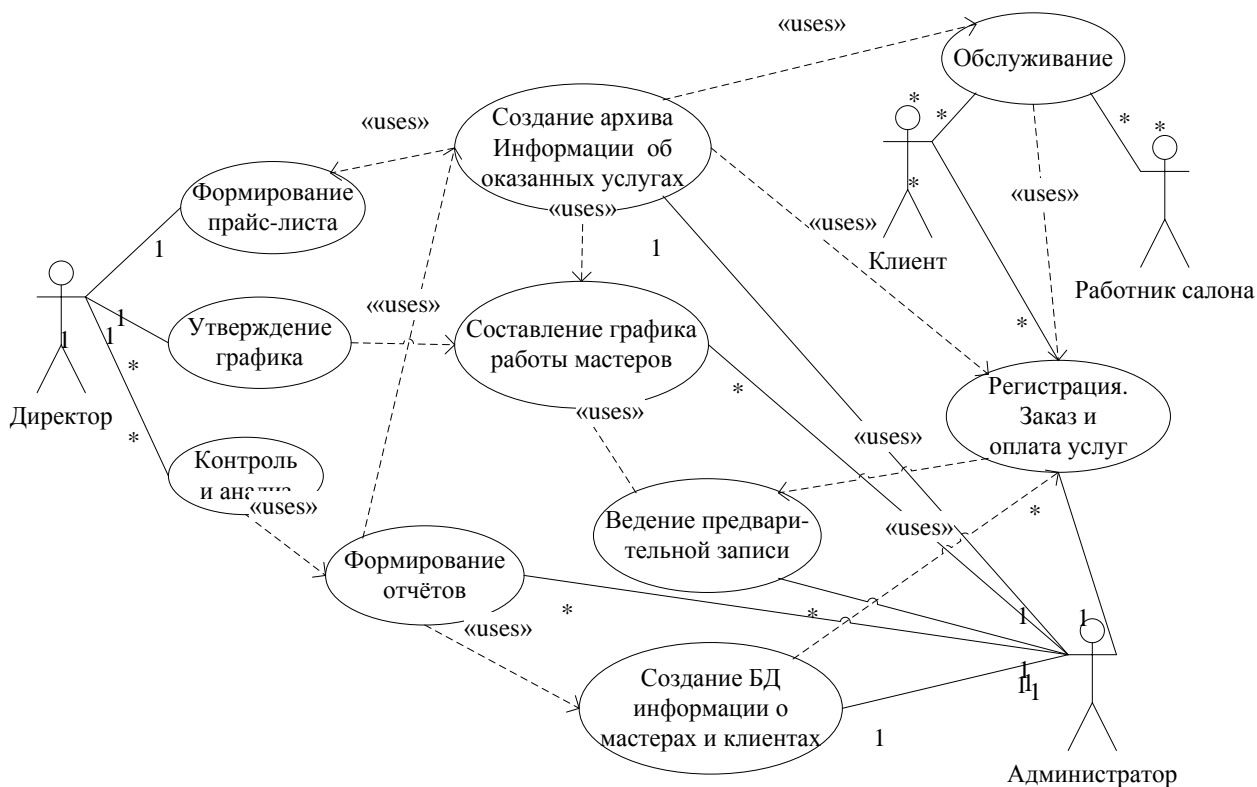 «uses»
Обслуживание
«uses»
Создание архива
Информации об
оказанных услугах
*
*
*
*
*
Формирование
прайс-листа
«uses»
«uses»
«uses»
Клиент
Работник салона
1
1
«uses»
Директор
1
1
1
*
*
Утверждение
графика
Составление графика
работы мастеров
*
*
Регистрация.
Заказ и
оплата услуг
«uses»
«uses»
Контроль
и анализ
«uses»
Ведение предвари-
тельной записи
«uses»
*
Формирование
отчётов
*
*
«uses»
1
1
Создание БД
информации о
мастерах и клиентах
1
1
1
1
1
Администратор